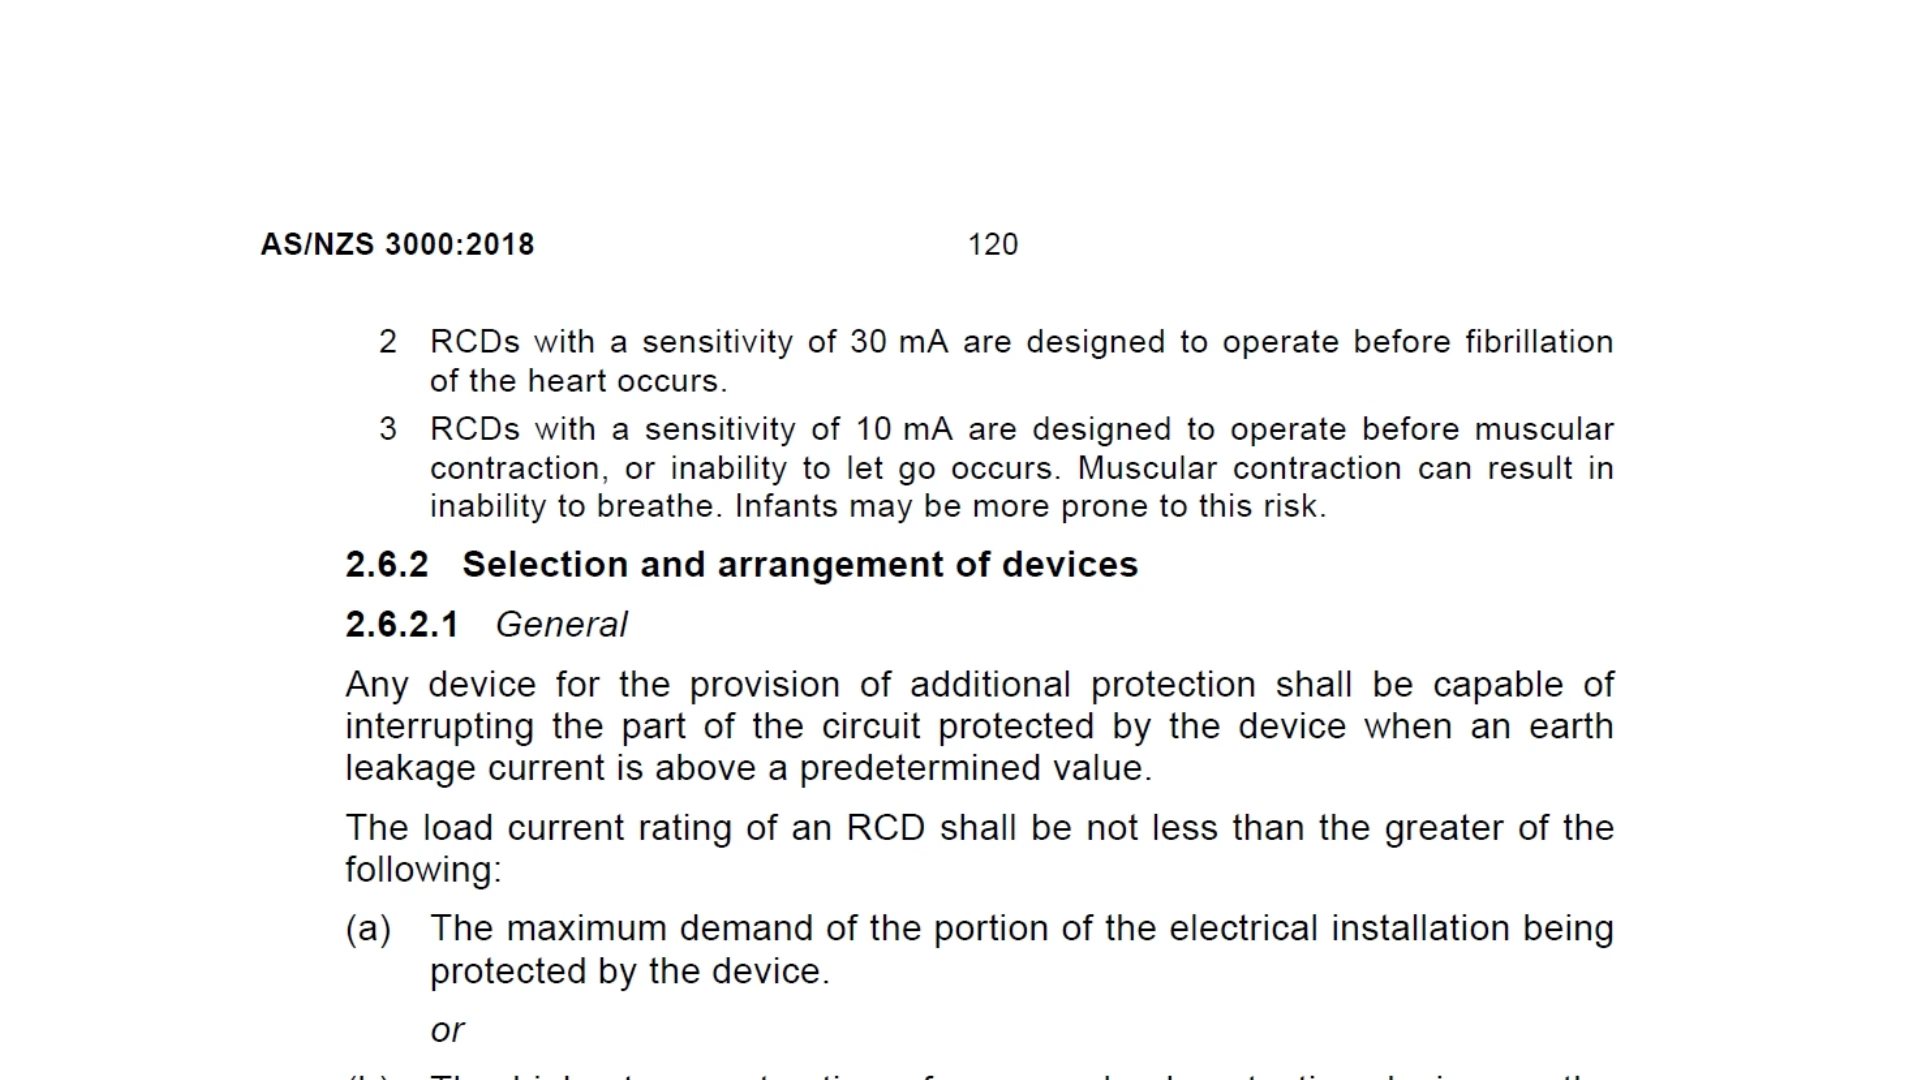 AS/NZS 3000:2018 120
2 RCDs with a sensitivity of 30 mA are designed to operate before fibrillation
of the heart occurs.
3 RCDs with a sensitivity of 10 mA are designed to operate before muscular
contraction, or inability to let go occurs. Muscular contraction can result in
inability to breathe. Infants may be more prone to this risk.
2.6.2 Selection and arrangement of devices
2.6.2.1 General
Any device for the provision of additional protection shall be capable of
interrupting the part of the circuit protected by the device when an earth
leakage current is above a predetermined value.
The load current rating of an RCD shall be not less than the greater of the
following:
(a) The maximum demand of the portion of the electrical installation being
protected by the device.
or